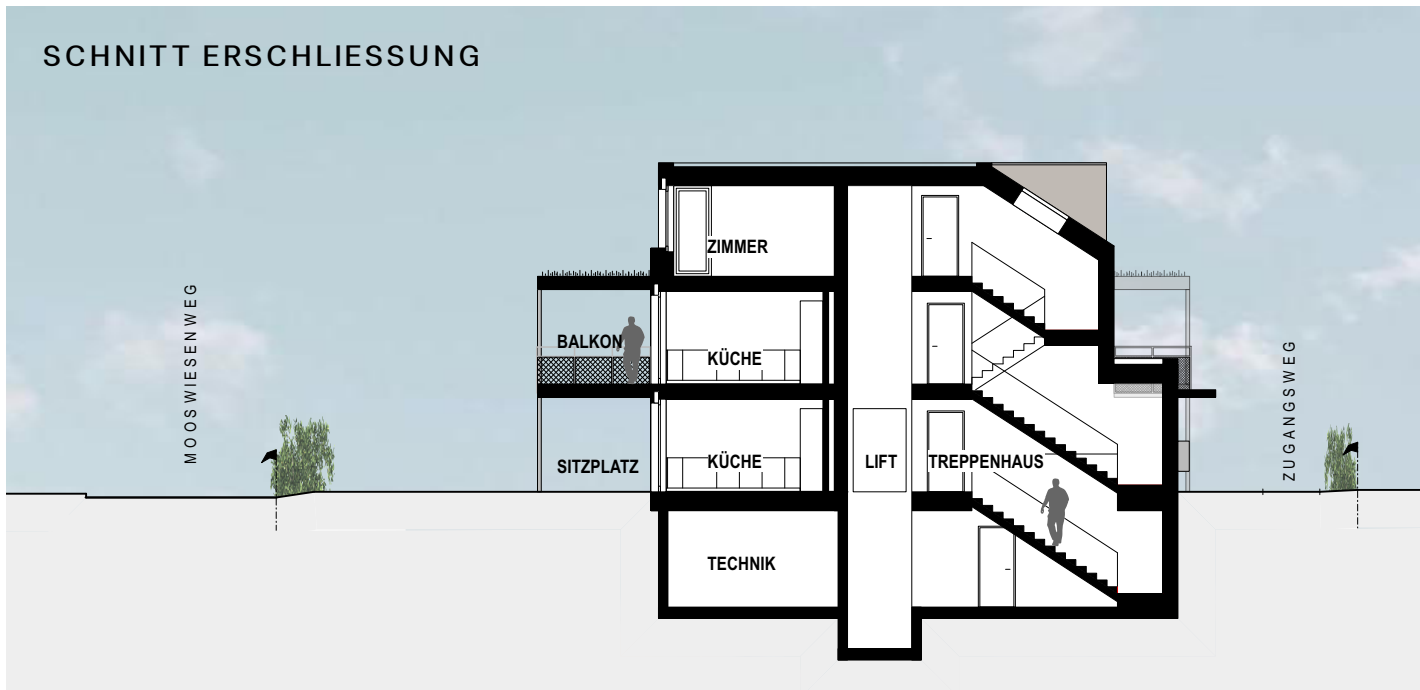 SCHNITT ERSCHLIESSUNG
MOOSWIESENWEG
ZIMMER
BALKON
KÜCHE
SITZPLATZ
KÜCHE
LIFT
TREPPENHAUS
TECHNIK
ZUGANGSWEG